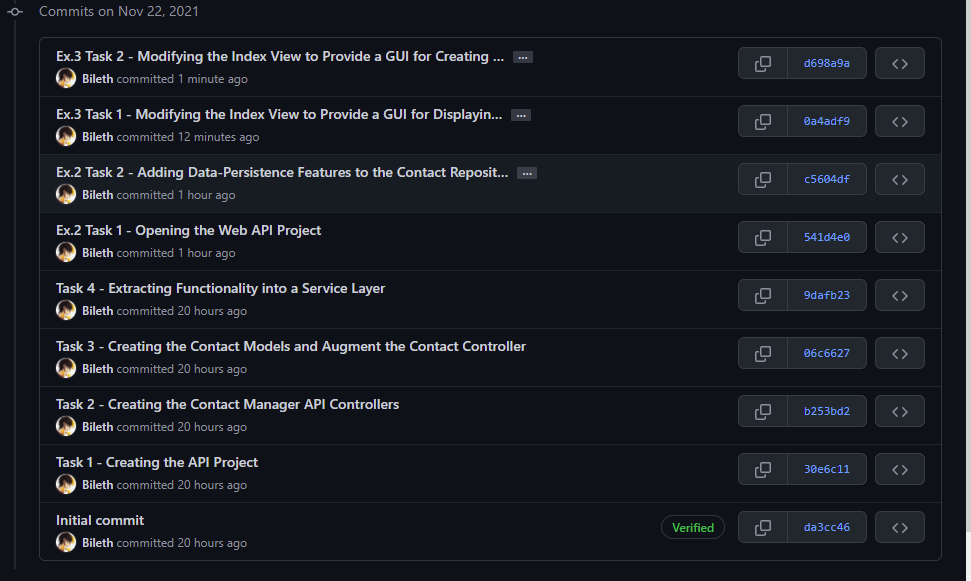 Commits on Nov 22, 2021
Ex.3 Task 2 - Modifying the Index View to Provide a GUI for Creating ... ...
Bileth committed 1 minute ago
d698a9a
Ex.3 Task 1 - Modifying the Index View to Provide a GUI for Displayin... ...
Bileth committed 12 minutes ago
0a4adf9
Ex.2 Task 2 - Adding Data-Persistence Features to the Contact Reposit... ...
Bileth committed 1 hour ago
c5604df
Ex.2 Task 1 - Opening the Web API Project
Bileth committed 1 hour ago
541d4e0
Task 4 - Extracting Functionality into a Service Layer
Bileth committed 20 hours ago
9dafb23
Task 3 - Creating the Contact Models and Augment the Contact Controller
Bileth committed 20 hours ago
06c6627
Task 2 - Creating the Contact Manager API Controllers
Bileth committed 20 hours ago
b253bd2
Task 1 - Creating the API Project
Bileth committed 20 hours ago
30e6c11
Initial commit
Bileth committed 20 hours ago
Verified
da3cc46